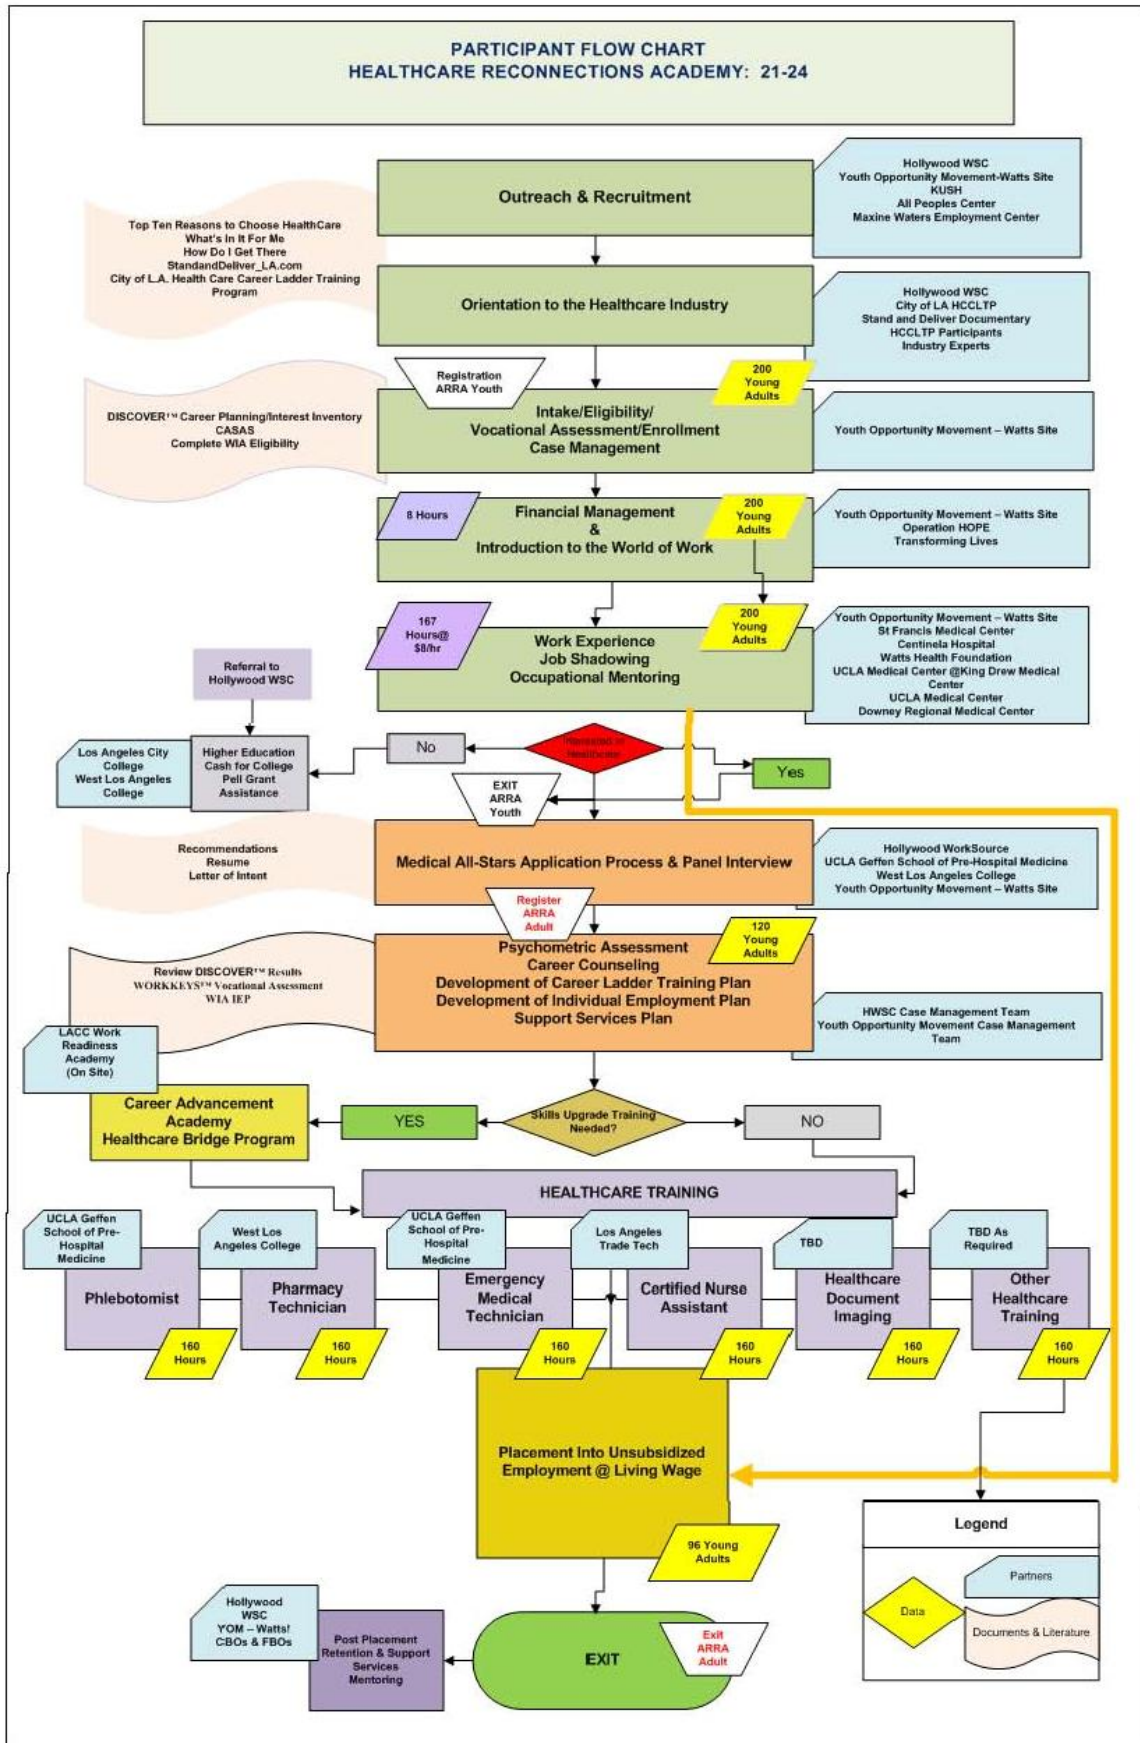 PARTICIPANT FLOW CHART
HEALTHCARE RECONNECTIONS ACADEMY: 21-24
Outreach & Recruitment
Hollywood WSC
Youth Opportunity Movement-Watts Site
KUSH
All Peoples Center
Maxine Waters Employment Center
Top Ten Reasons to Choose HealthCare
What's In It For Me
How Do I Get There
StandandDeliver_LA.com
City of L.A. Health Care Career Ladder Training
Program
Orientation to the Healthcare Industry
Hollywood WSC
City of LA HCCLTP
Stand and Deliver Documentary
HCCLTP Participants
Industry Experts
Registration
ARRA Youth
200
Young
Adults
DISCOVER™ Career Planning/Interest Inventory
CASAS
Complete WIA Eligibility
Intake/Eligibility/
Vocational Assessment/Enrollment
Case Management
Youth Opportunity Movement – Watts Site
8 Hours
Financial Management
&
Introduction to the World of Work
200
Young
Adults
Youth Opportunity Movement – Watts Site
Operation HOPE
Transforming Lives
167
Hours@
$8/hr
Work Experience
Job Shadowing
Occupational Mentoring
200
Young
Adults
Youth Opportunity Movement – Watts Site
St Francis Medical Center
Centinela Hospital
Watts Health Foundation
UCLA Medical Center @King Drew Medical
Center
UCLA Medical Center
Downey Regional Medical Center
Referral to
Hollywood WSC
Los Angeles City
College
West Los Angeles
College
Higher Education
Cash for College
Pell Grant
Assistance
No
Interested in
Healthcare
Yes
EXIT
ARRA
Youth
Recommendations
Resume
Letter of Intent
Medical All-Stars Application Process & Panel Interview
Hollywood WorkSource
UCLA Geffen School of Pre-Hospital Medicine
West Los Angeles College
Youth Opportunity Movement – Watts Site
Register
ARRA
Adult
120
Young
Adults
Review DISCOVER™ Results
WORKKEYS™ Vocational Assessment
WIA IEP
Psychometric Assessment
Career Counseling
Development of Career Ladder Training Plan
Development of Individual Employment Plan
Support Services Plan
HWSC Case Management Team
Youth Opportunity Movement Case Management
Team
LACC Work
Readiness
Academy
(On Site)
Career Advancement
Academy
Healthcare Bridge Program
YES
Skills Upgrade Training
Needed?
NO
HEALTHCARE TRAINING
UCLA Geffen
School of Pre-
Hospital
Medicine
Phlebotomist
160
Hours
West Los
Angeles College
Pharmacy
Technician
160
Hours
UCLA Geffen
School of Pre-
Hospital
Medicine
Emergency
Medical
Technician
160
Hours
Los Angeles
Trade Tech
Certified Nurse
Assistant
160
Hours
TBD
Healthcare
Document
Imaging
160
Hours
TBD As
Required
Other
Healthcare
Training
160
Hours
Placement Into Unsubsidized
Employment @ Living Wage
96 Young
Adults
Legend
Partners
Data
Documents & Literature
Hollywood
WSC
YOM – Watts!
CBOs & FBOs
Post Placement
Retention & Support
Services
Mentoring
EXIT
Exit
ARRA
Adult